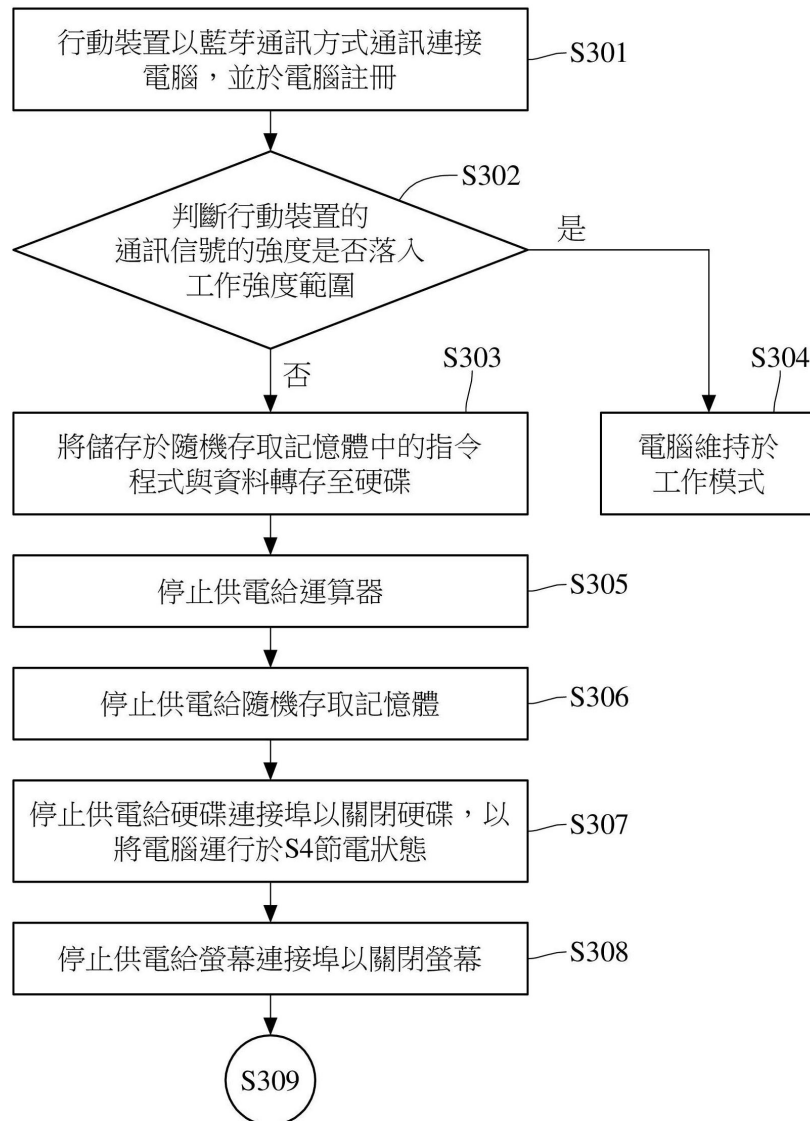 行動裝置以藍芽通訊方式通訊連接
電腦，並於電腦註冊
S301
S302
判斷行動裝置的
通訊信號的強度是否落入
工作強度範圍
是
否
S303
S304
將儲存於隨機存取記憶體中的指令
程式與資料轉存至硬碟
電腦維持於
工作模式
停止供電給運算器
S305
停止供電給隨機存取記憶體
S306
停止供電給硬碟連接埠以關閉硬碟，以
將電腦運行於S4節電狀態
S307
停止供電給螢幕連接埠以關閉螢幕
S308
S309